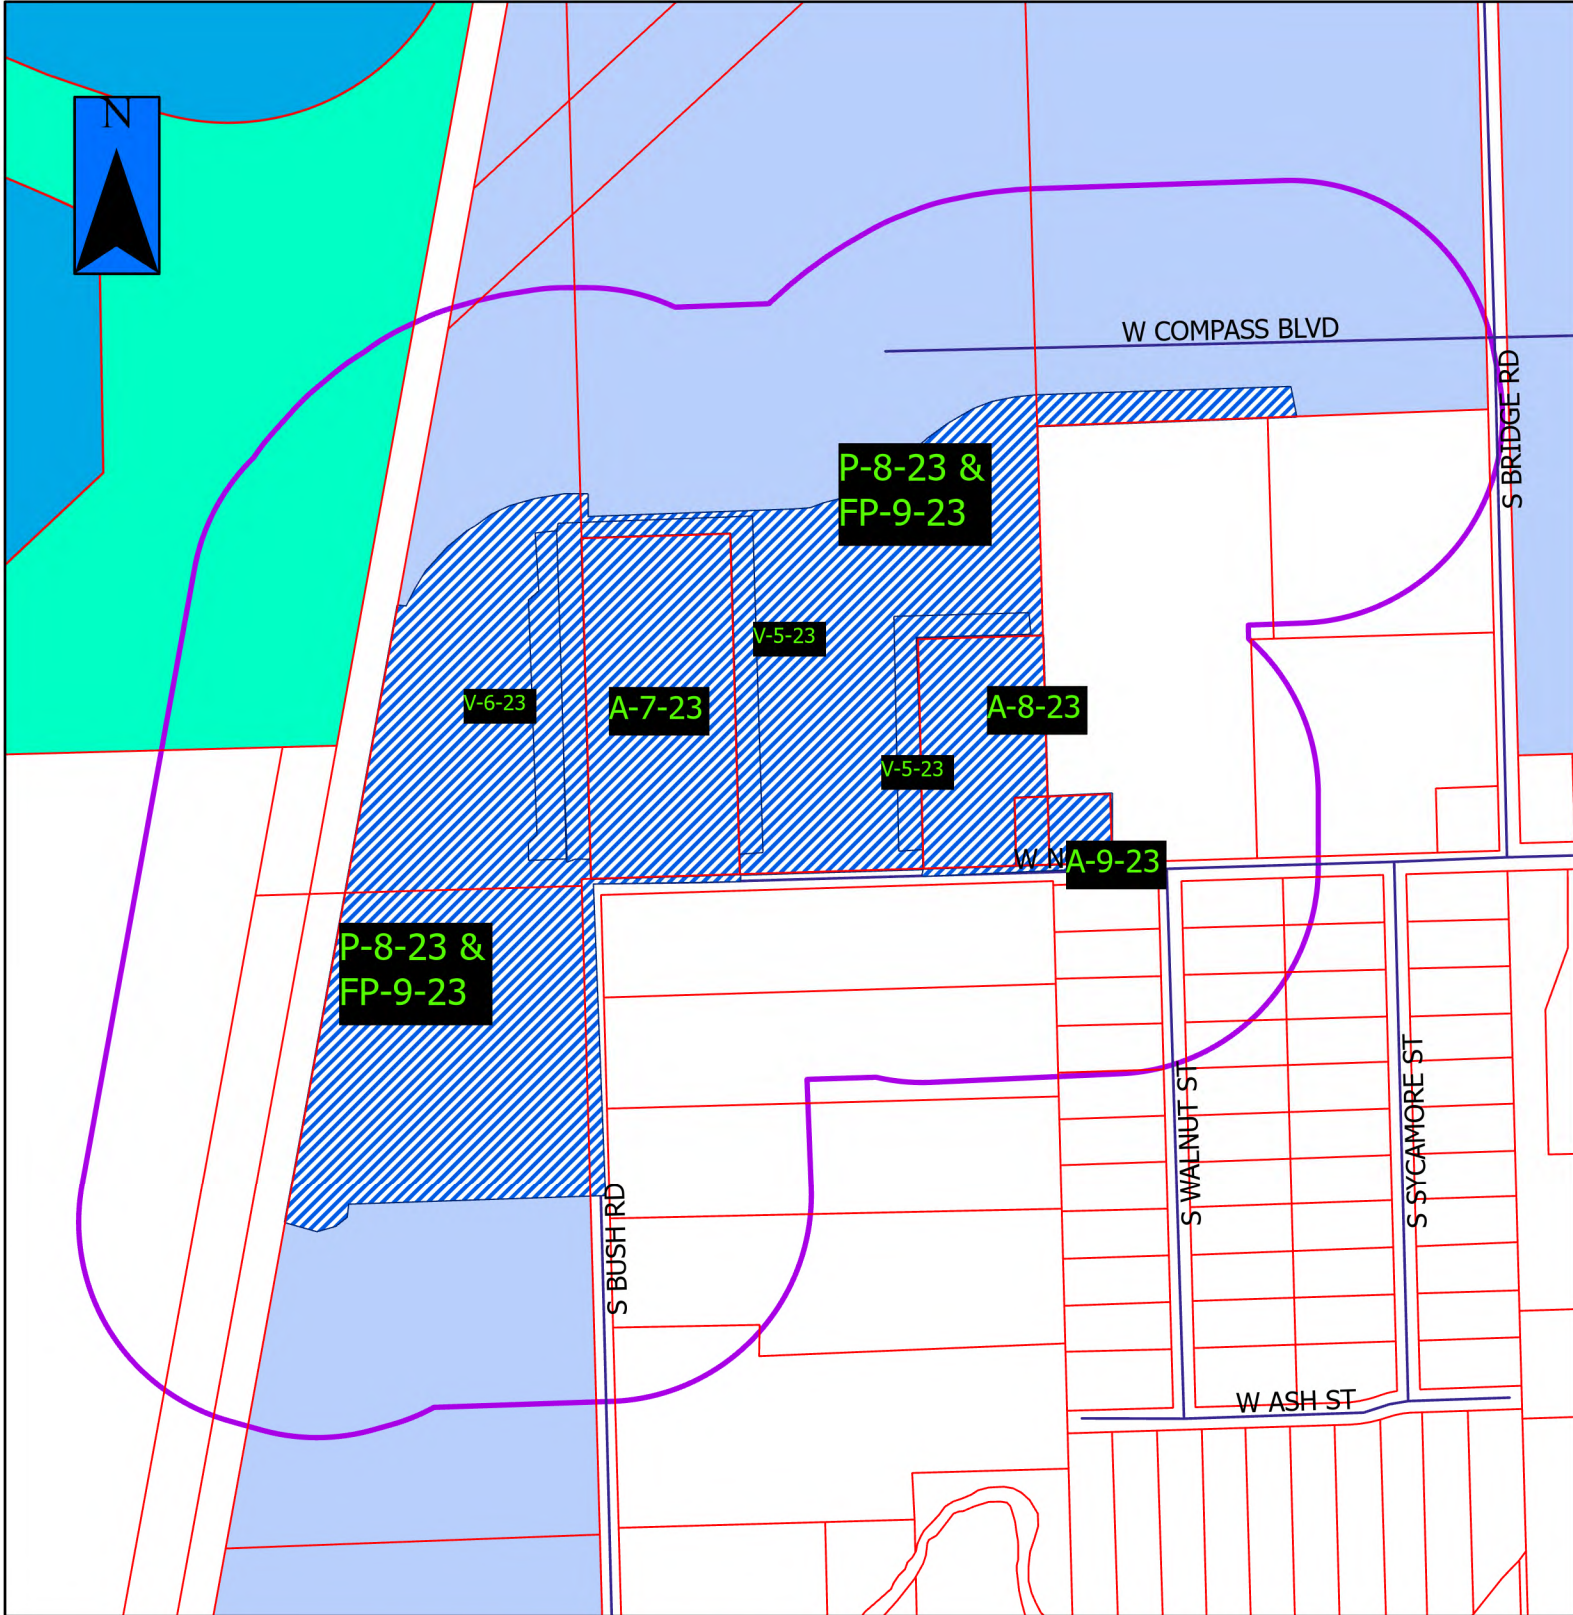 N
W COMPASS BLVD
S BRIDGE RD
P-8-23 &
FP-9-23
V-5-23
V-6-23
A-7-23
A-8-23
V-5-23
W N
A-9-23
P-8-23 &
FP-9-23
S WALNUT ST
S SYCAMORE ST
S BUSH RD
W ASH ST